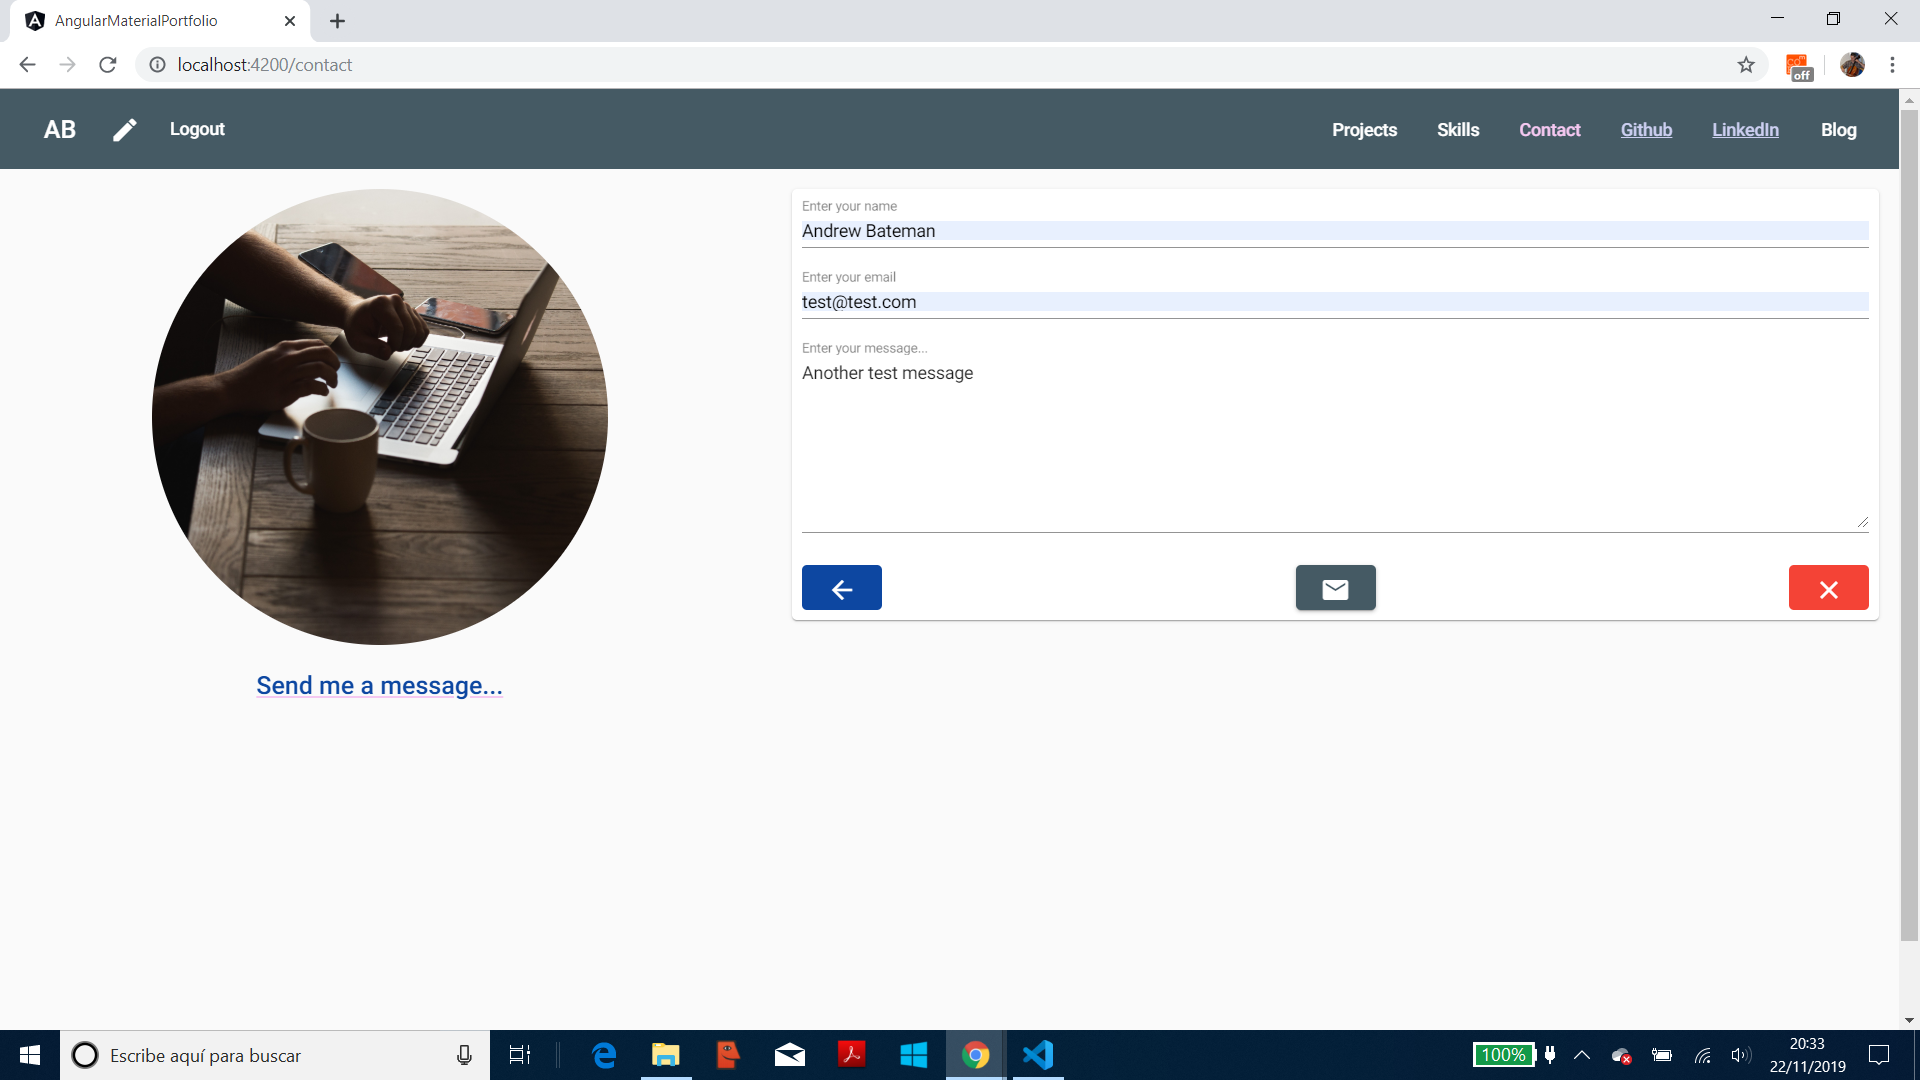 AngularMaterialPortfolio
localhost:4200/contact
off
AB
Logout
Projects
Skills
Contact
Github
LinkedIn
Blog
Enter your name
Andrew Bateman
Enter your email
test@test.com
Enter your message...
Another test message
Send me a message...
Escribe aquí para buscar
100%
20:33
22/11/2019